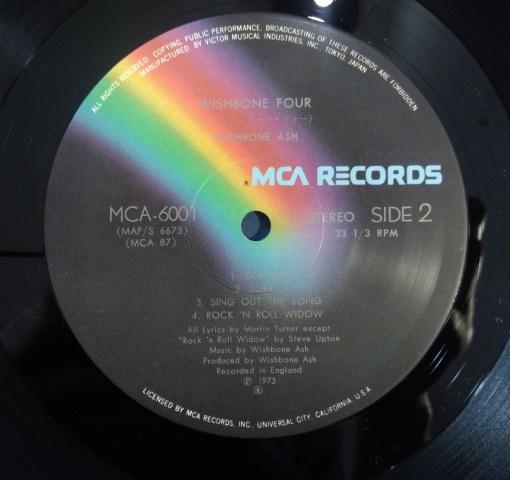 ALL RIGHTS RESERVED. COPYING, PUBLIC PERFORMANCE, BROADCASTING OF THESE RECORDS ARE FORBIDDEN
MANUFACTURED BY VICTOR MUSICAL INDUSTRIES, INC. TOKYO, JAPAN
WISHBONE FOUR
WISHBONE ASH
MCA RECORDS
MCA-6001
STEREO SIDE 2
(MAP/S 6673)
33 1/3 RPM
(MCA 87)
1.
2.
3. SING OUT THE SONG
4. ROCK 'N ROLL WIDOW
All Lyrics by Martin Turner except
"Rock 'n Roll Widow" by Steve Upton
Music by Wishbone Ash
Produced by Wishbone Ash
Recorded in England
Ⓟ 1973
LICENSED BY MCA RECORDS, INC., UNIVERSAL CITY, CALIFORNIA, U.S.A.